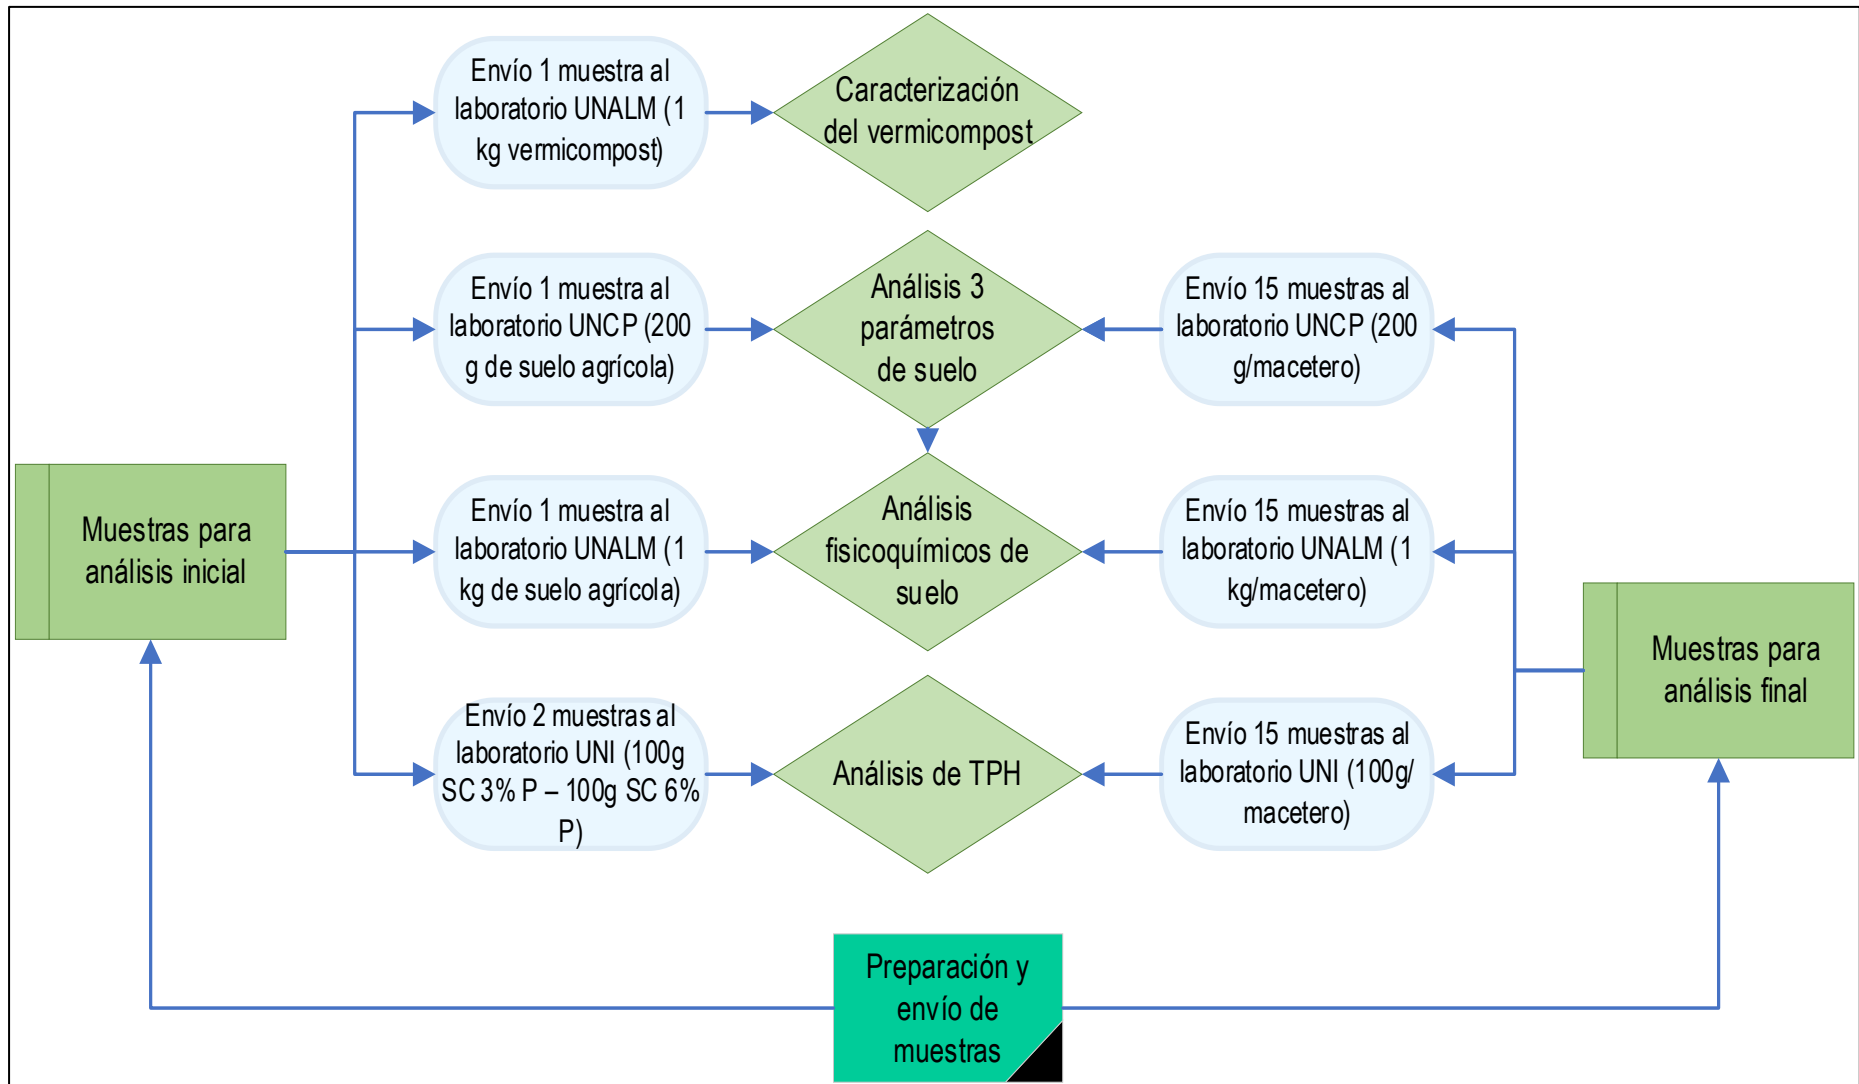 Envío 1 muestra al
laboratorio UNALM (1
kg vermicompost)
Caracterización
del vermicompost
Envío 1 muestra al
laboratorio UNCP (200
g de suelo agrícola)
Análisis 3
parámetros
de suelo
Envío 15 muestras al
laboratorio UNCP (200
g/macetero)
Muestras para
análisis inicial
Envío 1 muestra al
laboratorio UNALM (1
kg de suelo agrícola)
Análisis
fisicoquímicos de
suelo
Envío 15 muestras al
laboratorio UNALM (1
kg/macetero)
Muestras para
análisis final
Envío 2 muestras al
laboratorio UNI (100g
SC 3% P – 100g SC 6%
P)
Análisis de TPH
Envío 15 muestras al
laboratorio UNI (100g/
macetero)
Preparación y
envío de
muestras